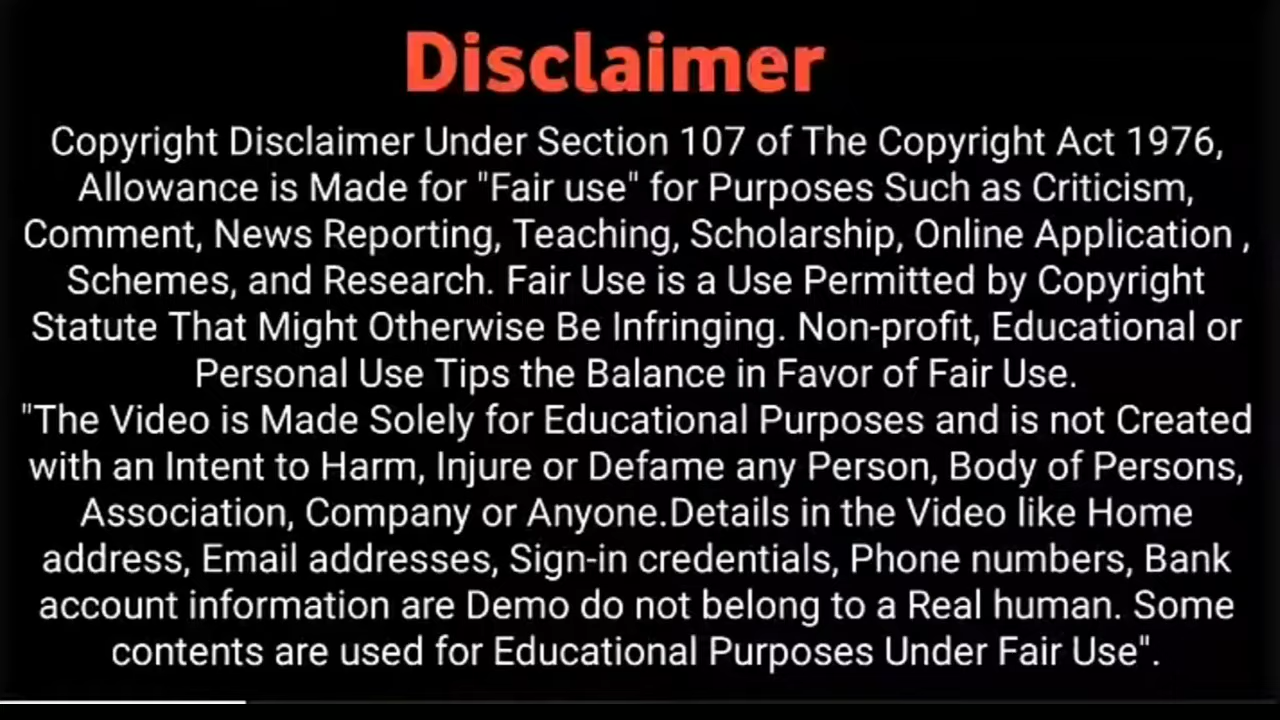 Disclaimer
Copyright Disclaimer Under Section 107 of The Copyright Act 1976,
Allowance is Made for "Fair use" for Purposes Such as Criticism,
Comment, News Reporting, Teaching, Scholarship, Online Application ,
Schemes, and Research. Fair Use is a Use Permitted by Copyright
Statute That Might Otherwise Be Infringing. Non-profit, Educational or
Personal Use Tips the Balance in Favor of Fair Use.
"The Video is Made Solely for Educational Purposes and is not Created
with an Intent to Harm, Injure or Defame any Person, Body of Persons,
Association, Company or Anyone.Details in the Video like Home
address, Email addresses, Sign-in credentials, Phone numbers, Bank
account information are Demo do not belong to a Real human. Some
contents are used for Educational Purposes Under Fair Use".